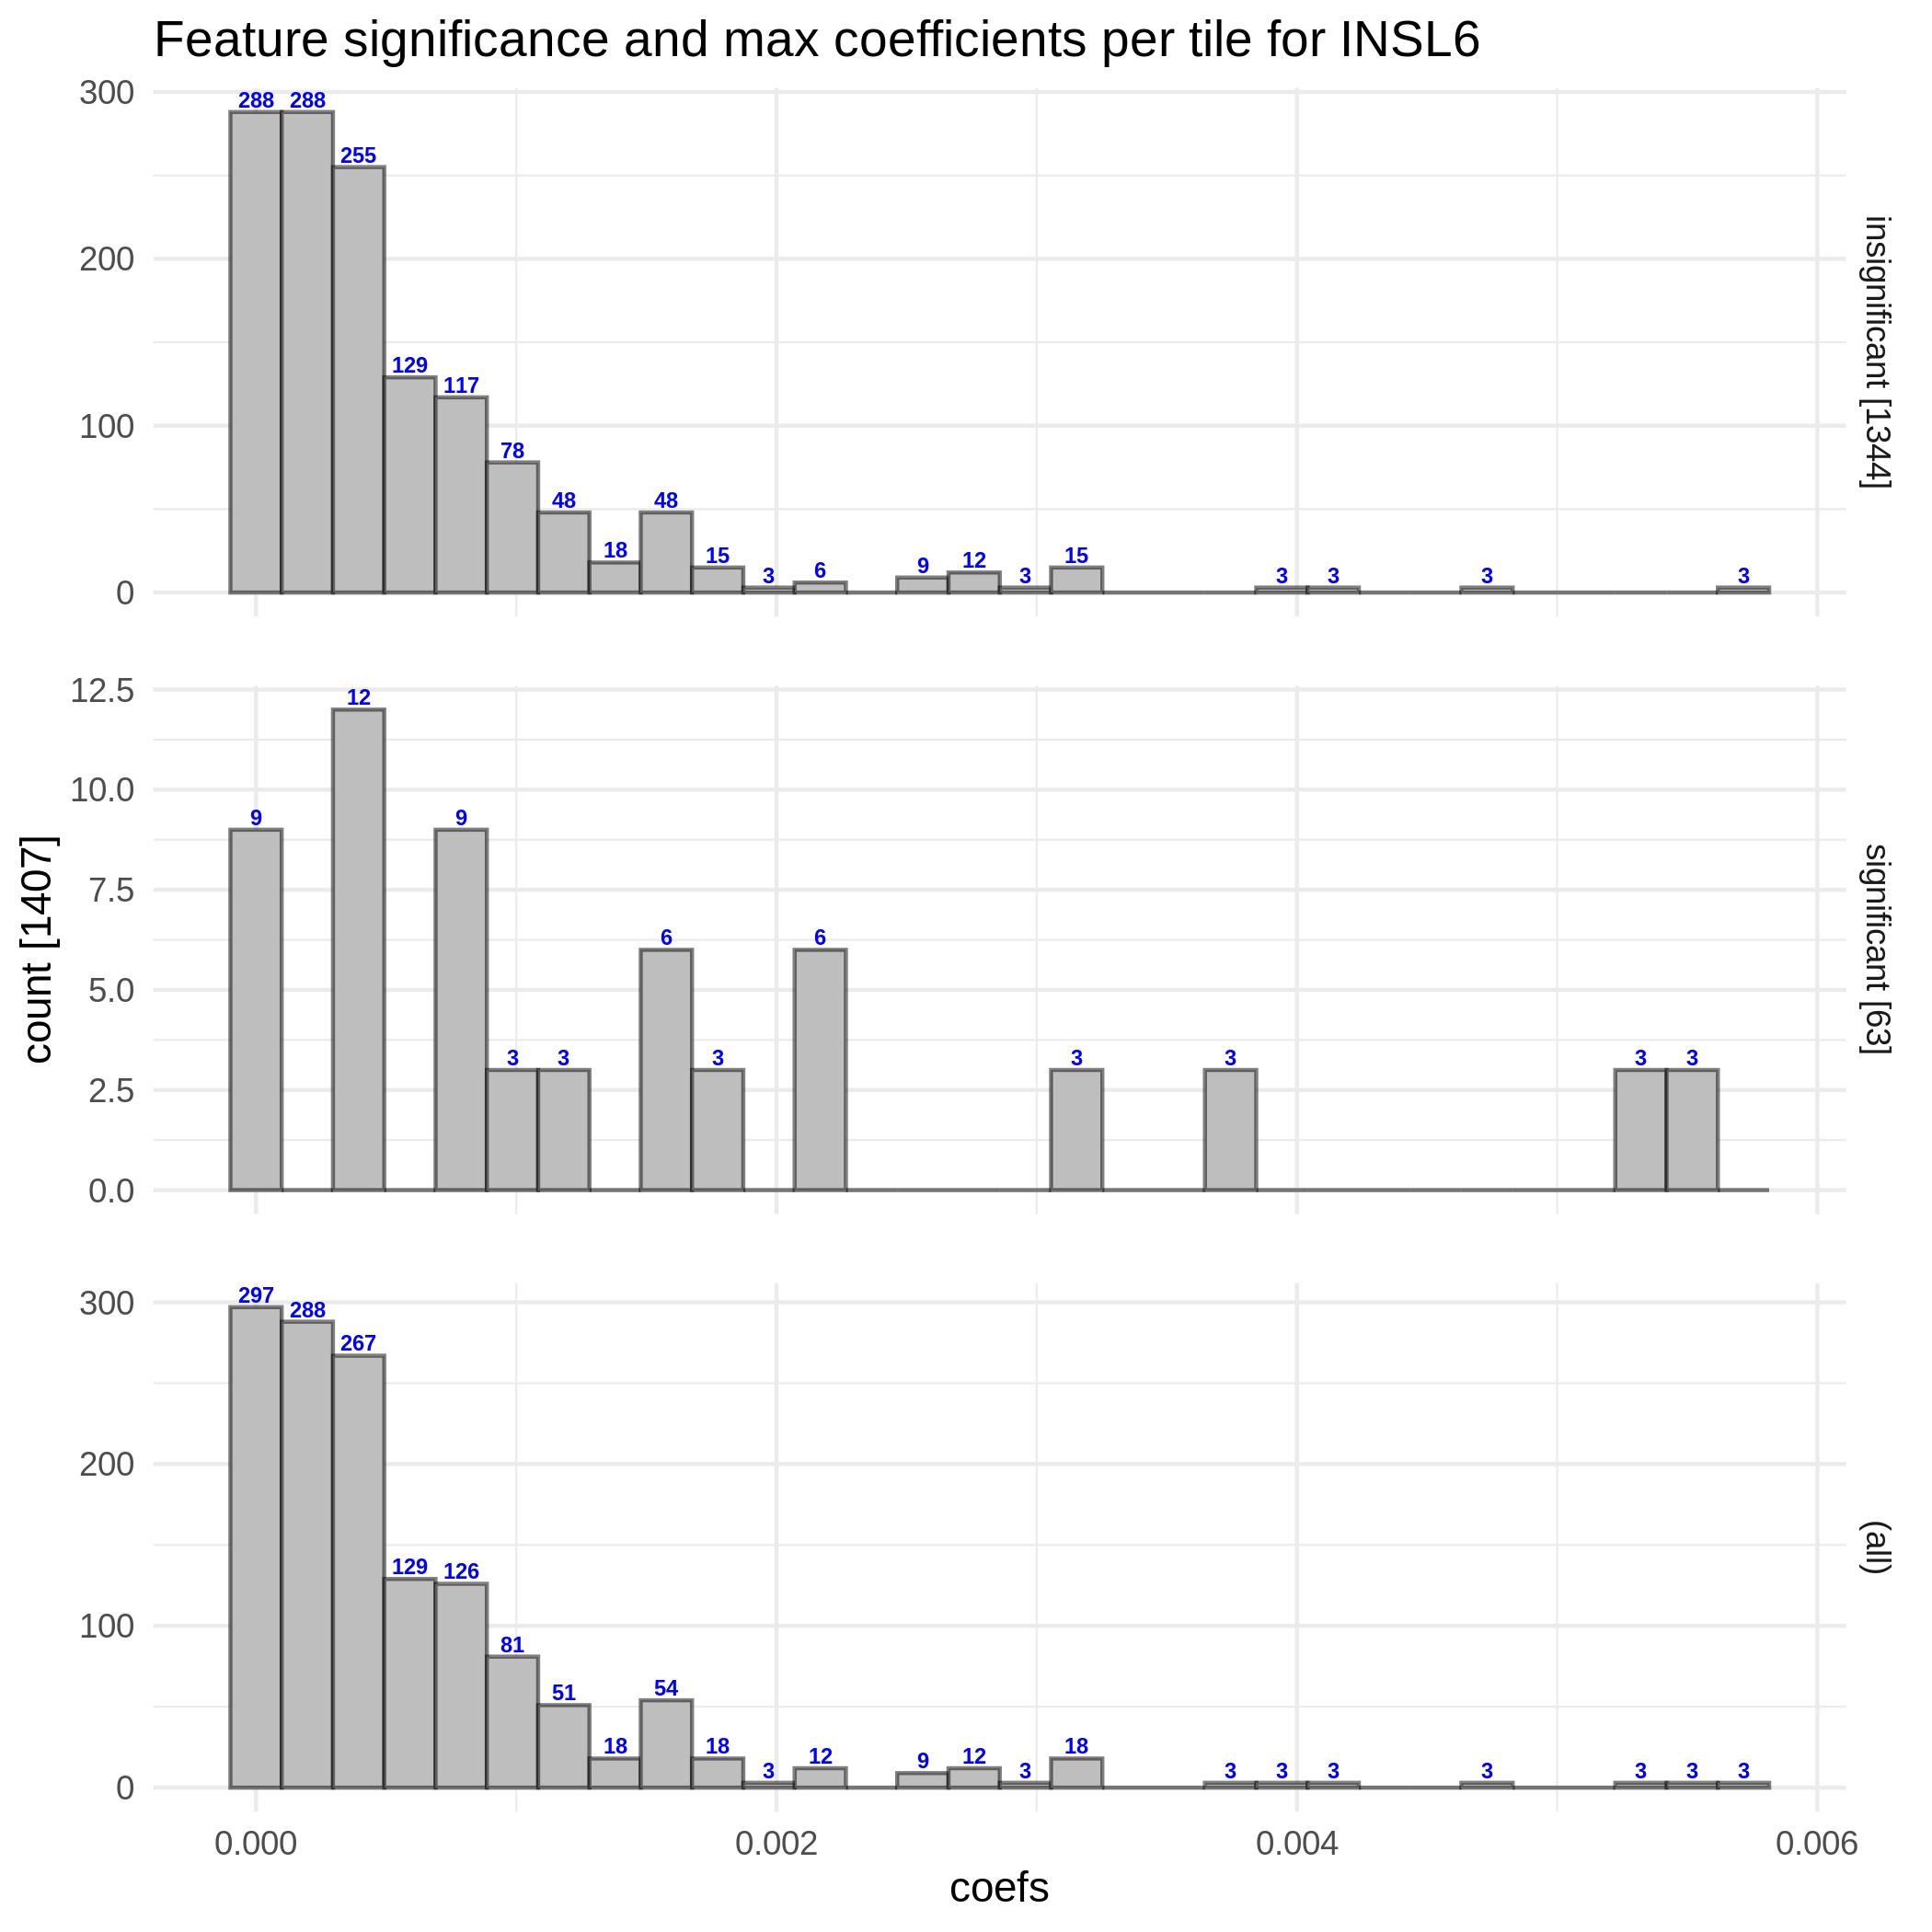 Feature significance and max coefficients per tile for INSL6
300
200
100
0
288 288 255 129 117 78 48 18 48 15 3 6 9 12 3 15 3 3 3 3
insignificant [1344]
12.5
10.0
7.5
5.0
2.5
0.0
9 12 9 3 3 6 3 6 3 3 3 3
significant [63]
count [1407]
300
200
100
0
297 288 267 129 126 81 51 18 54 18 3 12 9 12 3 18 3 3 3 3 3 3 3
(all)
0.000 0.002 0.004 0.006
coefs